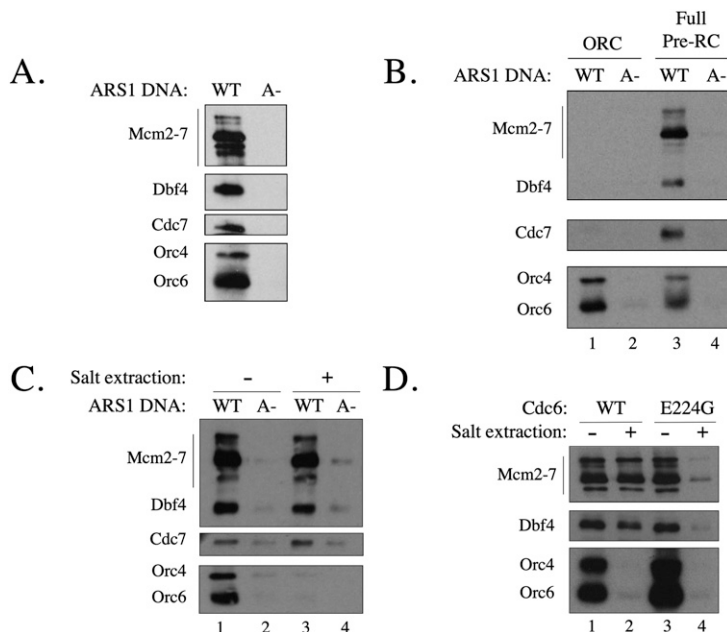 A.
ARS1 DNA: WT A-
Mcm2-7
Dbf4
Cdc7
Orc4
Orc6
B.
Full
ORC Pre-RC
ARS1 DNA: WT A- WT A-
Mcm2-7
Dbf4
Cdc7
Orc4
Orc6
1 2 3 4
C.
Salt extraction: - +
ARS1 DNA: WT A- WT A-
Mcm2-7
Dbf4
Cdc7
Orc4
Orc6
1 2 3 4
D.
Cdc6: WT E224G
Salt extraction: - + - +
Mcm2-7
Dbf4
Orc4
Orc6
1 2 3 4